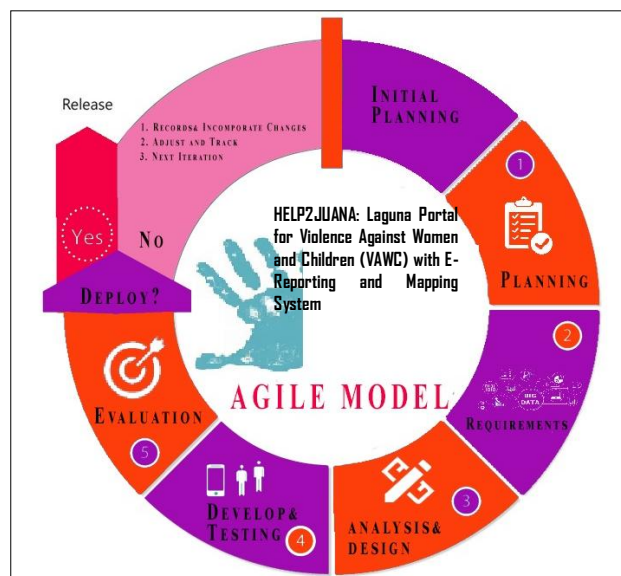 INITIAL
PLANNING
1
PLANNING
2
REQUIREMENTS
3
ANALYSIS&
DESIGN
DEVELOP&
TESTING
4
EVALUATION
5
DEPLOY?
Yes
Release
NO
1. RECORDS& INCOMPORATE CHANGES
2. ADJUST AND TRACK
3. NEXT ITERATION
HELP2JUANA: Laguna Portal
for Violence Against Women
and Children (VAWC) with E-
Reporting and Mapping
System
AGILE MODEL
DATA